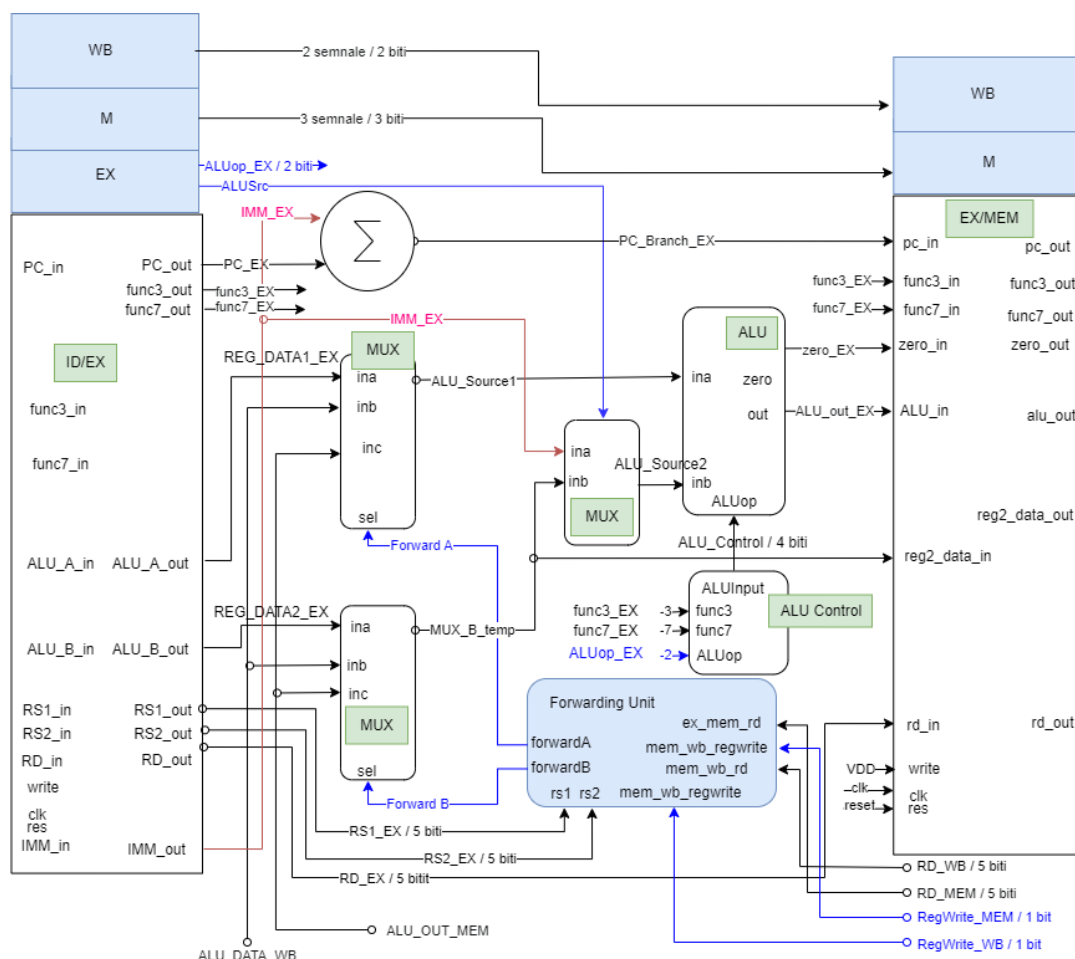 WB
2 semnale / 2 biti
WB
M
3 semnale / 3 biti
M
EX
ALUop_EX / 2 biti
ALUSrc
IMM_EX
EX/MEM
PC_in
PC_out
PC_EX
PC_Branch_EX
pc_in
pc_out
func3_out
func3_EX
func3_EX
func3_in
func3_out
func7_out
func7_EX
func7_EX
func7_in
func7_out
IMM_EX
ALU
ID/EX
REG_DATA1_EX
MUX
zero_EX
zero_in
zero_out
ina
ALU_Source1
ina
zero
func3_in
inb
out
ALU_out_EX
ALU_in
alu_out
func7_in
inc
ina
ALU_Source2
inb
inb
sel
MUX
ALUop
reg2_data_out
Forward A
ALU_Control / 4 biti
ALU_A_in
ALU_A_out
reg2_data_in
ALUInput
REG_DATA2_EX
func3_EX
-3
func3
ALU Control
ina
MUX_B_temp
func7_EX
-7
func7
ALU_B_in
ALU_B_out
inb
ALUop_EX
-2
ALUop
inc
Forwarding Unit
RS1_in
RS1_out
MUX
ex_mem_rd
rd_in
rd_out
RS2_in
RS2_out
forwardA
mem_wb_regwrite
RD_in
RD_out
sel
forwardB
mem_wb_rd
VDD
write
write
Forward B
rs1
rs2
mem_wb_regwrite
clk
clk
clk
reset
res
res
RS1_EX / 5 biti
IMM_in
IMM_out
RS2_EX / 5 biti
RD_WB / 5 biti
RD_EX / 5 bitit
RD_MEM / 5 biti
RegWrite_MEM / 1 bit
ALU_OUT_MEM
RegWrite_WB / 1 bit
ALU_DATA_WB